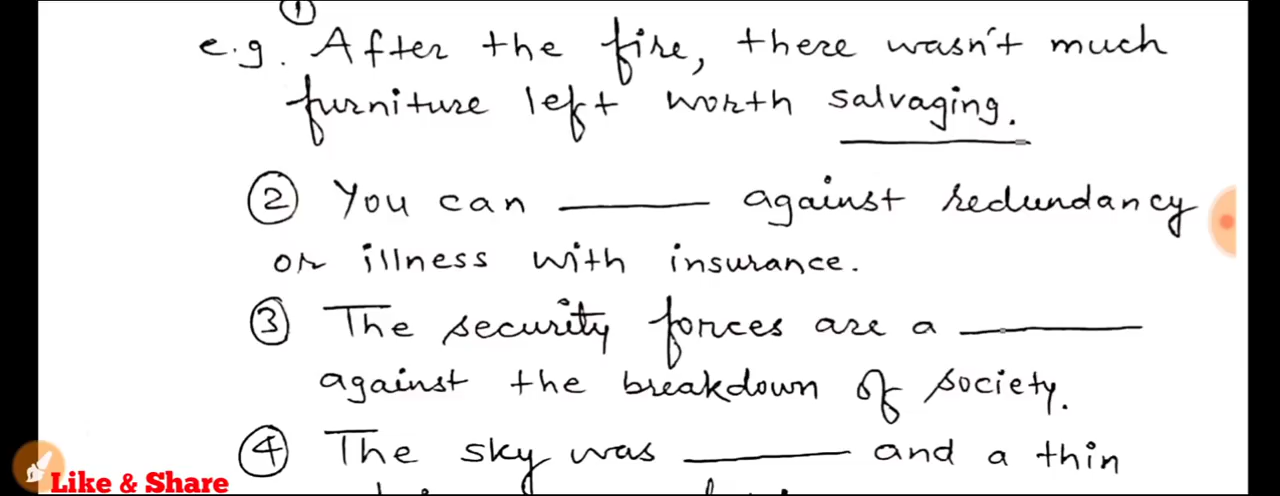 ①
e.g. After the fire, there wasn't much
furniture left worth salvaging.
② You can ______ against redundancy
or illness with insurance.
③ The security forces are a ______
against the breakdown of society.
④ The sky was ______ and a thin
Like & Share